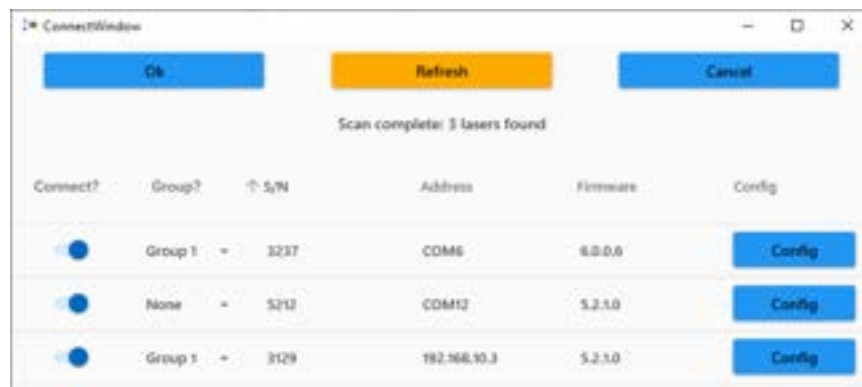 ConnectWindow
Ok Refresh Cancel
Scan complete: 3 lasers found
Connect? Group? ↑ S/N Address Firmware Config
Group 1 3237 COM6 6.0.0.6 Config
None 5212 COM12 5.2.1.0 Config
Group 1 3129 192.168.10.3 5.2.1.0 Config